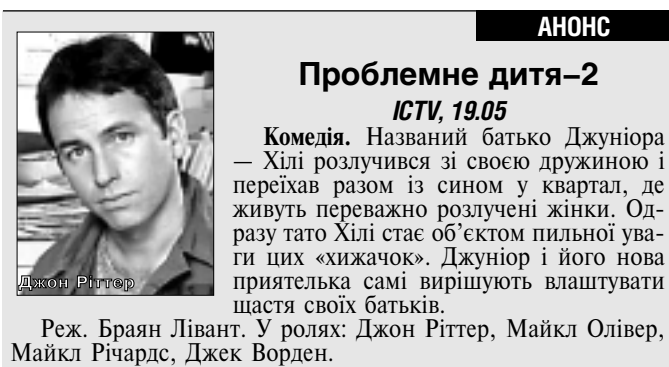 АНОНС
Проблемне дитя–2
ICTV, 19.05
Комедія. Названий батько Джуніора
— Хілі розлучився зі своєю дружиною і
переїхав разом із сином у квартал, де
живуть переважно розлучені жінки. Од-
разу тато Хілі стає об’єктом пильної ува-
ги цих «хижачок». Джуніор і його нова
приятелька самі вирішують влаштувати
щастя своїх батьків.
Джон Ріттер
Реж. Браян Лівант. У ролях: Джон Ріттер, Майкл Олівер,
Майкл Річардс, Джек Ворден.